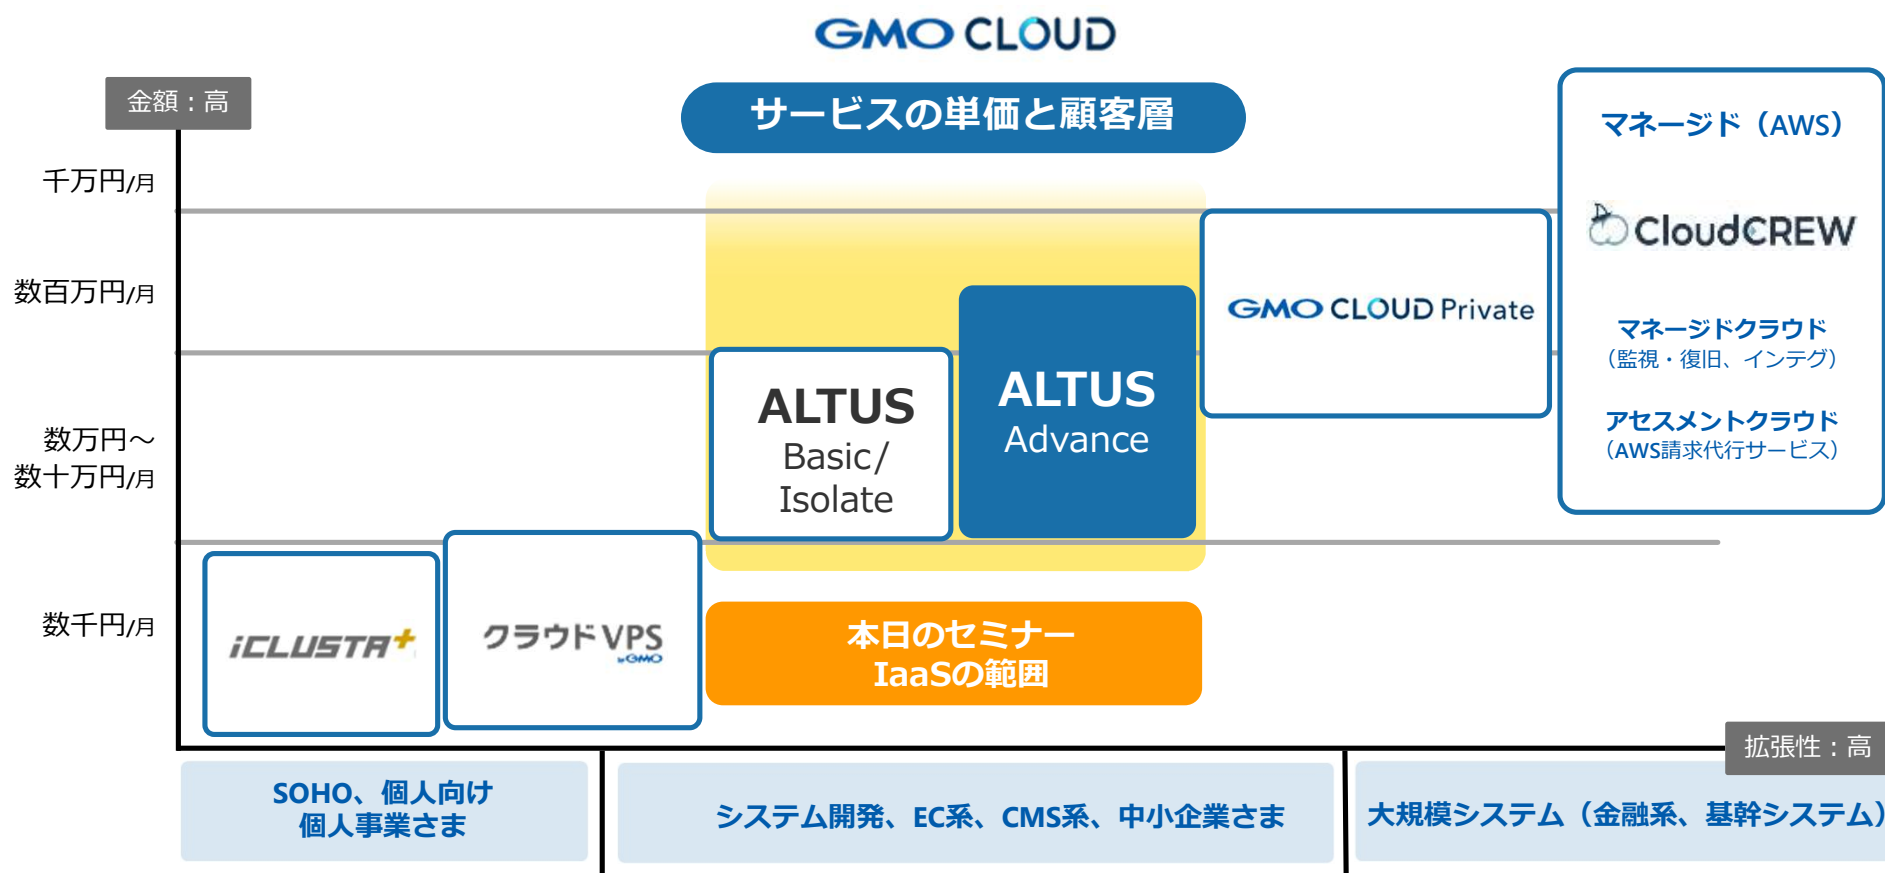 GMO CLOUD
サービスの単価と顧客層
金額：高
千万円/月
数百万円/月
数万円～
数十万円/月
数千円/月
iCLUSTA+
クラウドVPS
by GMO
ALTUS
Basic/
Isolate
ALTUS
Advance
本日のセミナー
IaaSの範囲
GMO CLOUD Private
マネージド（AWS）
CloudCREW
マネージドクラウド
（監視・復旧、インテグ）
アセスメントクラウド
（AWS請求代行サービス）
拡張性：高
SOHO、個人向け
個人事業さま
システム開発、EC系、CMS系、中小企業さま
大規模システム（金融系、基幹システム）